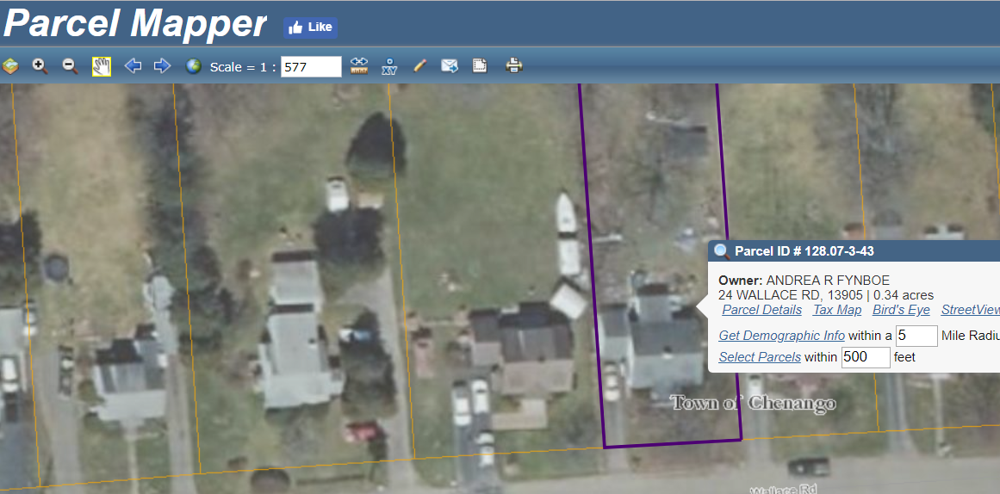 Parcel Mapper
Like
Scale = 1 : 577
XY
Parcel ID # 128.07-3-43
Owner: ANDREA R FYNBOE
24 WALLACE RD, 13905 | 0.34 acres
Parcel Details Tax Map Bird's Eye StreetView
Get Demographic Info within a 5 Mile Radiu
Select Parcels within 500 feet
Town of Chenango
Wallace Rd